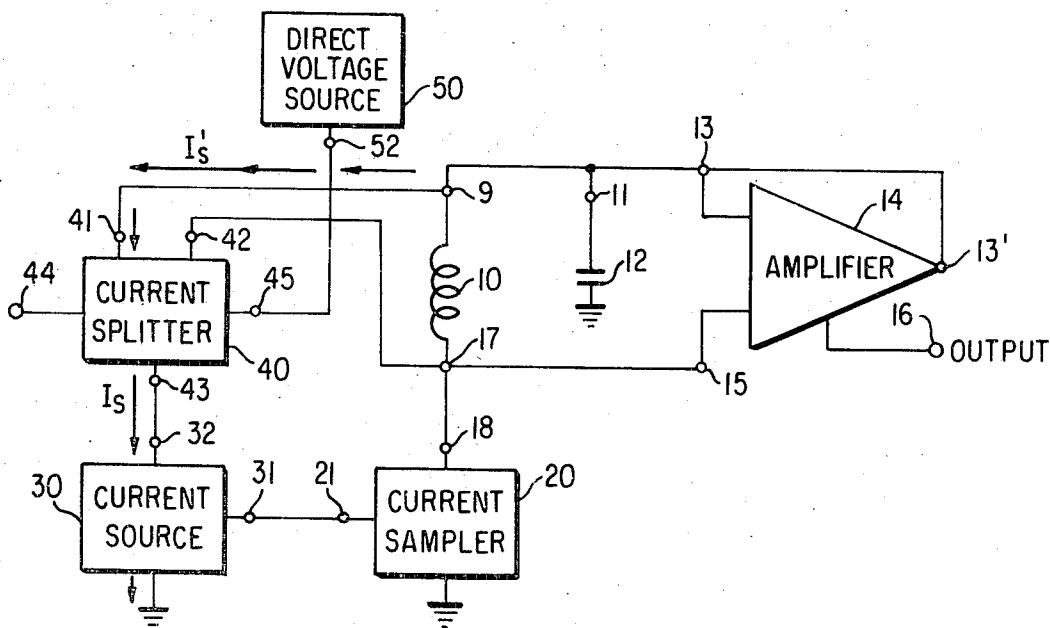 DIRECT
VOLTAGE
SOURCE
50
52
I's
13
9
11
14
41
42
12
AMPLIFIER
13'
44
45
10
CURRENT
SPLITTER
16
OUTPUT
17
40
15
43
Is
32
18
30
CURRENT
SOURCE
31
21
20
CURRENT
SAMPLER